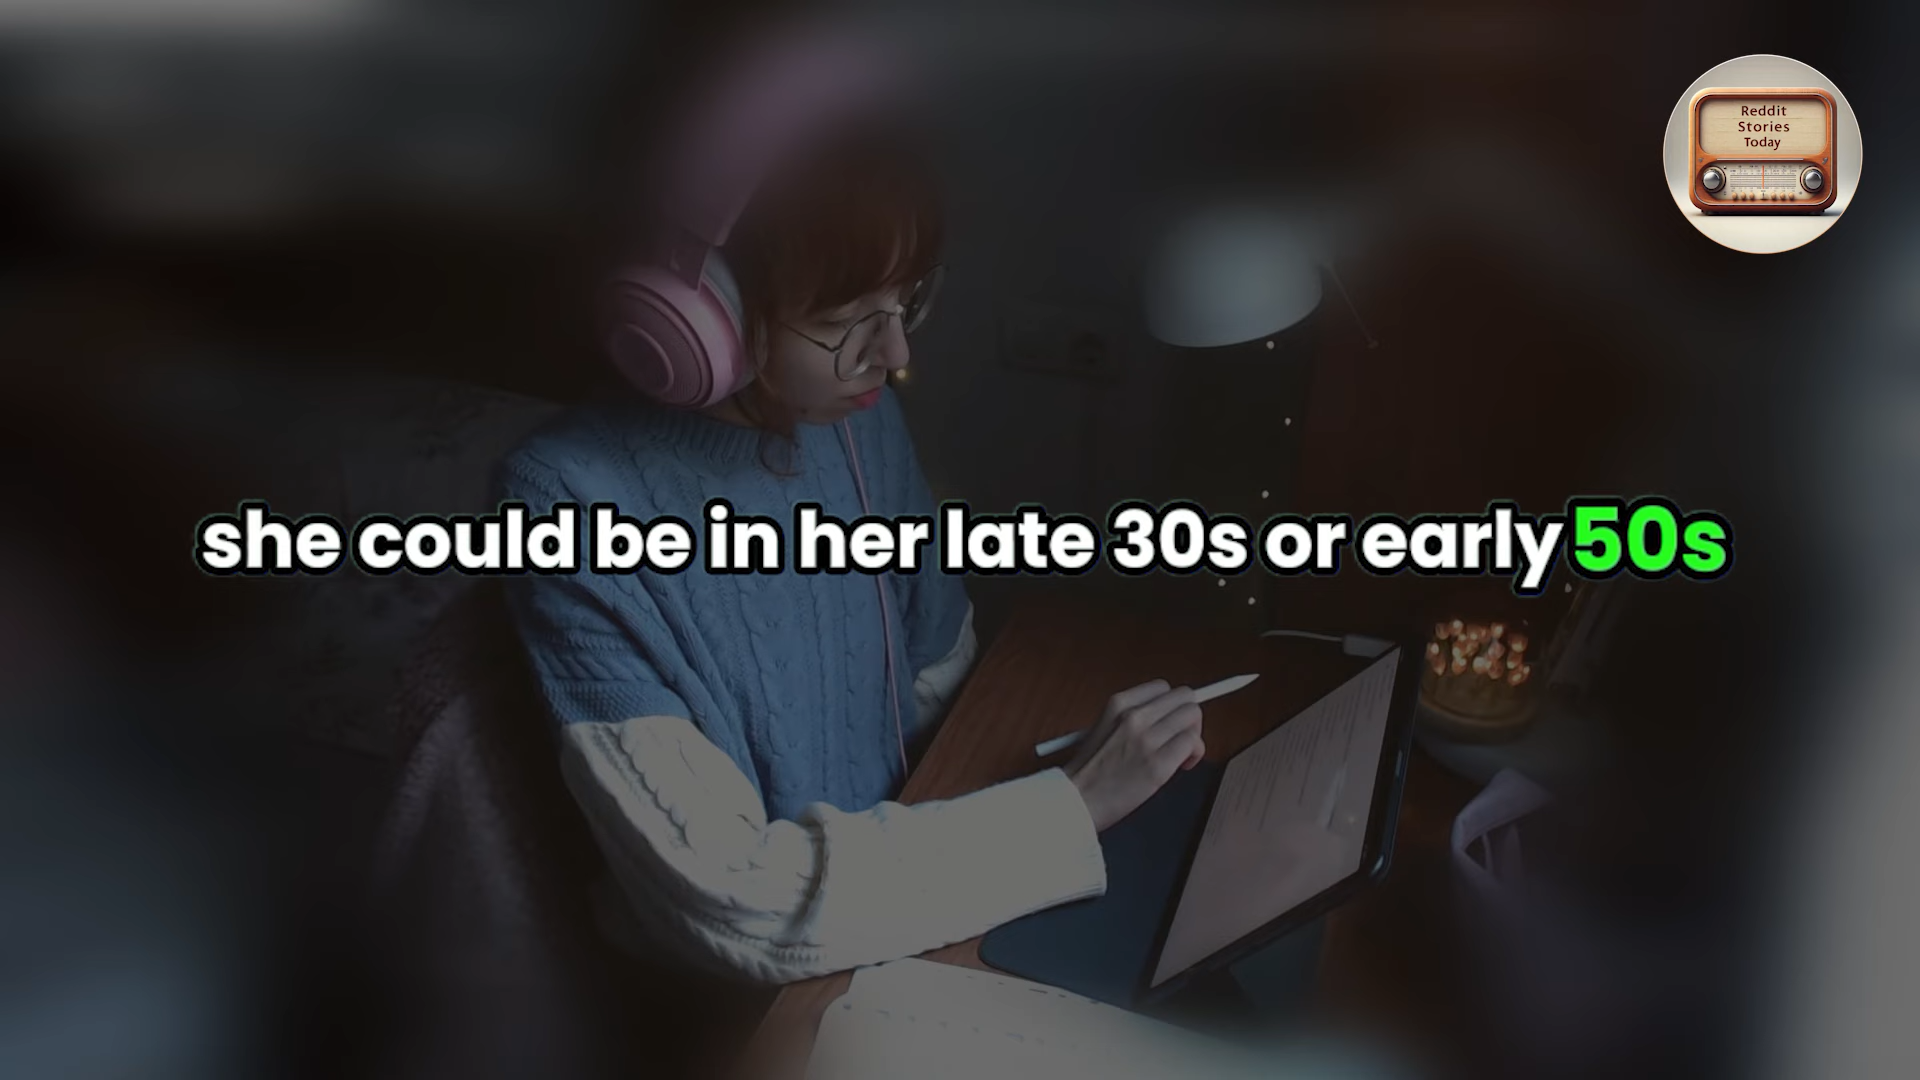 Reddit
Stories
Today
she could be in her late 30s or early 50s